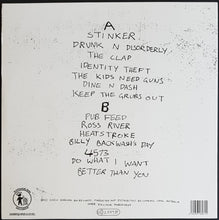 A
STINKER
DRUNK N DISORDERLY
THE CLAP
IDENTITY THEFT
THE KIDS NEED GUNS
DINE N DASH
KEEP THE GRUBS OUT
B
PUB FEED
ROSS RIVER
HEATSTROKE
BILLY BACKWASH'S DAY
4573
DO WHAT I WANT
BETTER THAN YOU